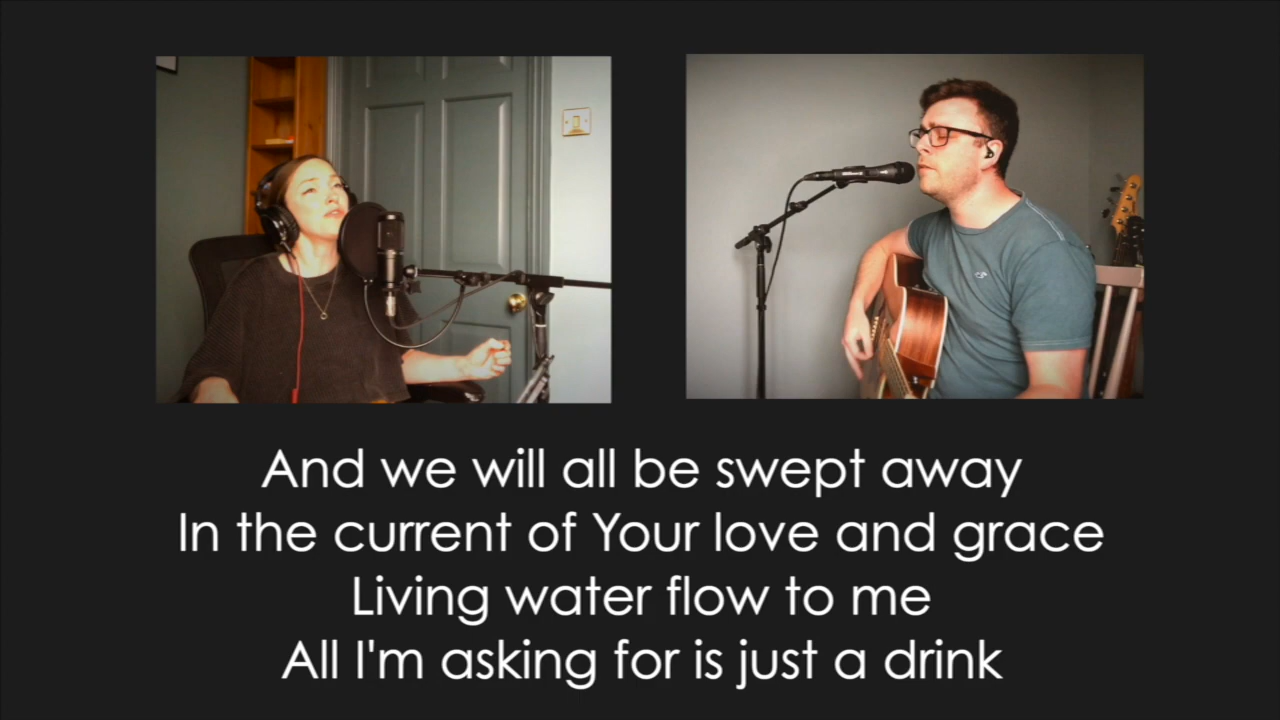 And we will all be swept away
In the current of Your love and grace
Living water flow to me
All I'm asking for is just a drink